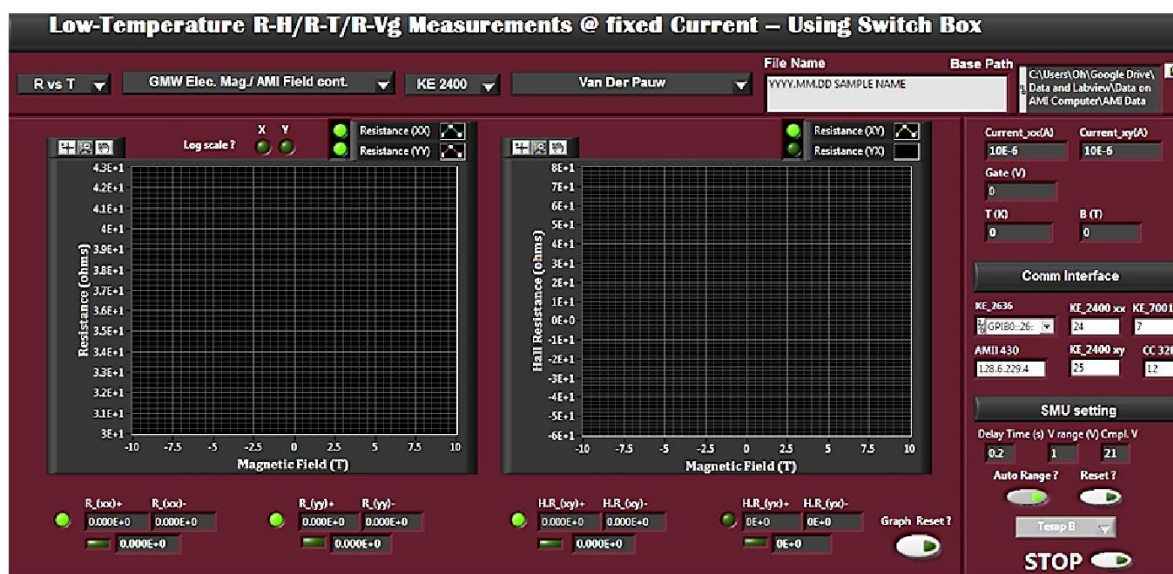 Low-Temperature R-H/R-T/R-Vg Measurements @ fixed Current – Using Switch Box
File Name
Base Path
R vs T
GMW Elec. Mag./ AMI Field cont.
KE 2400
Van Der Pauw
YYYY.MM.DD SAMPLE NAME
C:\Users\Oh\Google Drive\
Data and Labview\Data on
AMI Computer\AMI Data
Log scale ?
X Y
Resistance (XX)
Resistance (YY)
4.3E+1
4.2E+1
4.1E+1
4E+1
3.9E+1
3.8E+1
3.7E+1
3.6E+1
3.5E+1
3.4E+1
3.3E+1
3.2E+1
3.1E+1
3E+1
Resistance (ohms)
-10 -7.5 -5 -2.5 0 2.5 5 7.5 10
Magnetic Field (T)
Resistance (XY)
Resistance (YX)
8E+1
7E+1
6E+1
5E+1
4E+1
3E+1
2E+1
1E+1
0E+0
-1E+1
-2E+1
-3E+1
-4E+1
-5E+1
-6E+1
Hall Resistance (ohms)
-10 -7.5 -5 -2.5 0 2.5 5 7.5 10
Magnetic Field (T)
R_(xx)+ R_(xx)-
0.000E+0 0.000E+0
0.000E+0
R_(yy)+ R_(yy)-
0.000E+0 0.000E+0
0.000E+0
H.R_(xy)+ H.R_(xy)-
0.000E+0 0.000E+0
0.000E+0
H.R_(yx)+ H.R_(yx)-
0E+0 0E+0
0E+0
Graph Reset ?
Current_xx(A) Current_xy(A)
10E-6 10E-6
Gate (V)
0
T (K) B (T)
0 0
Comm Interface
KE_2636 KE_2400 xx KE_7001
GPIB0::26: 24 7
AMII 430 KE_2400 xy CC 32
128.6.229.4 25 12
SMU setting
Delay Time (s) V range (V) Cmpl. V
0.2 1 21
Auto Range ? Reset ?
Temp B
STOP